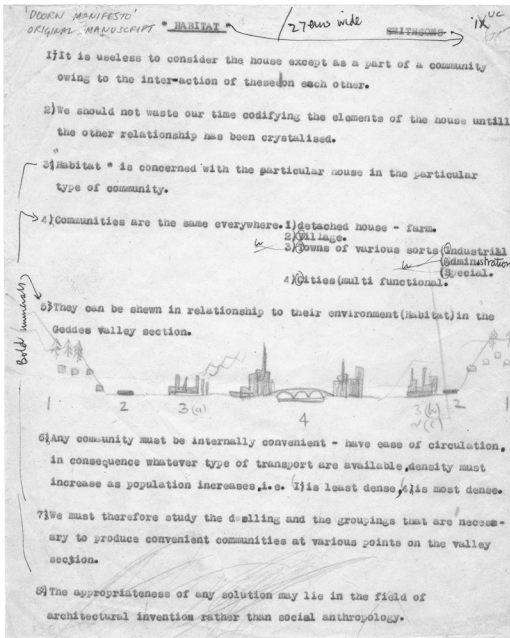 'DOORN MANIFESTO'
ORIGINAL MANUSCRIPT
" HABITAT "
27 ems wide
SMITHSONS
IX
UC
1)It is useless to consider the house except as a part of a community
owing to the inter-action of these on each other.
2)We should not waste our time codifying the elements of the house untill
the other relationship has been crystalised.
3)Habitat " is concerned with the particular house in the particular
type of community.
4)Communities are the same everywhere.1)detached house - farm.
2)Village.
3)Towns of various sorts(industrill
(Administration
(Special.
4)Cities(multi functional.
5)They can be shewn in relationship to their environment(Habitat)in the
Geddes valley section.
Bold numerals
1 2 3(a) 4 3(b) 2 1
(c)
6)Any community must be internally convenient - have ease of circulation,
in consequence whatever type of transport are available,density must
increase as population increases,i.e. (1)is least dense,4)is most dense.
7)We must therefore study the dwelling and the groupings that are necess-
ary to produce convenient communities at various points on the valley
section.
8)The appropriateness of any solution may lie in the field of
architectural invention rather than social anthropology.